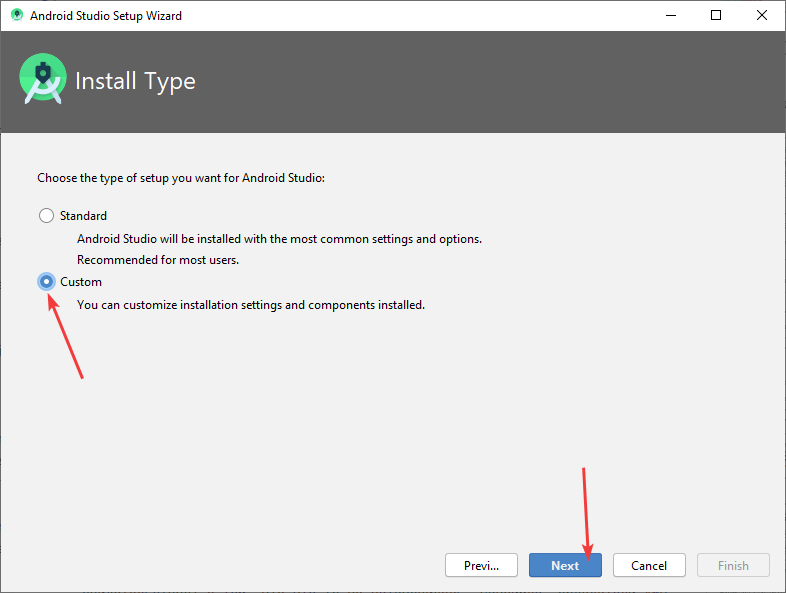 Android Studio Setup Wizard
Install Type
Choose the type of setup you want for Android Studio:
Standard
Android Studio will be installed with the most common settings and options.
Recommended for most users.
Custom
You can customize installation settings and components installed.
Previ... Next Cancel Finish